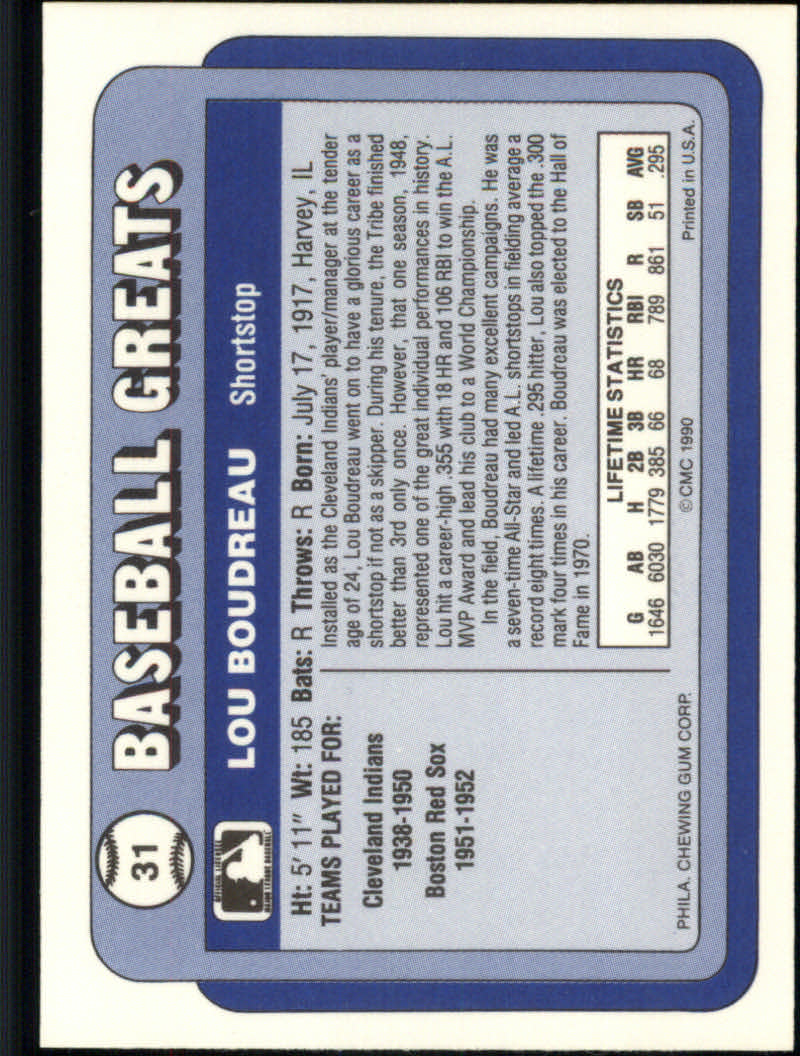 31
BASEBALL GREATS
LOU BOUDREAU Shortstop
Ht: 5' 11" Wt: 185 Bats: R Throws: R Born: July 17, 1917, Harvey, IL
TEAMS PLAYED FOR:
Cleveland Indians
1938-1950
Boston Red Sox
1951-1952
Installed as the Cleveland Indians' player/manager at the tender
age of 24, Lou Boudreau went on to have a glorious career as a
shortstop if not as a skipper. During his tenure, the Tribe finished
better than 3rd only once. However, that one season, 1948,
represented one of the great individual performances in history.
Lou hit a career-high .355 with 18 HR and 106 RBI to win the A.L.
MVP Award and lead his club to a World Championship.
In the field, Boudreau had many excellent campaigns. He was
a seven-time All-Star and led A.L. shortstops in fielding average a
record eight times. A lifetime .295 hitter, Lou also topped the .300
mark four times in his career. Boudreau was elected to the Hall of
Fame in 1970.
LIFETIME STATISTICS
G AB H 2B 3B HR RBI R SB AVG
1646 6030 1779 385 66 68 789 861 51 .295
PHILA. CHEWING GUM CORP. ©CMC 1990 Printed in U.S.A.